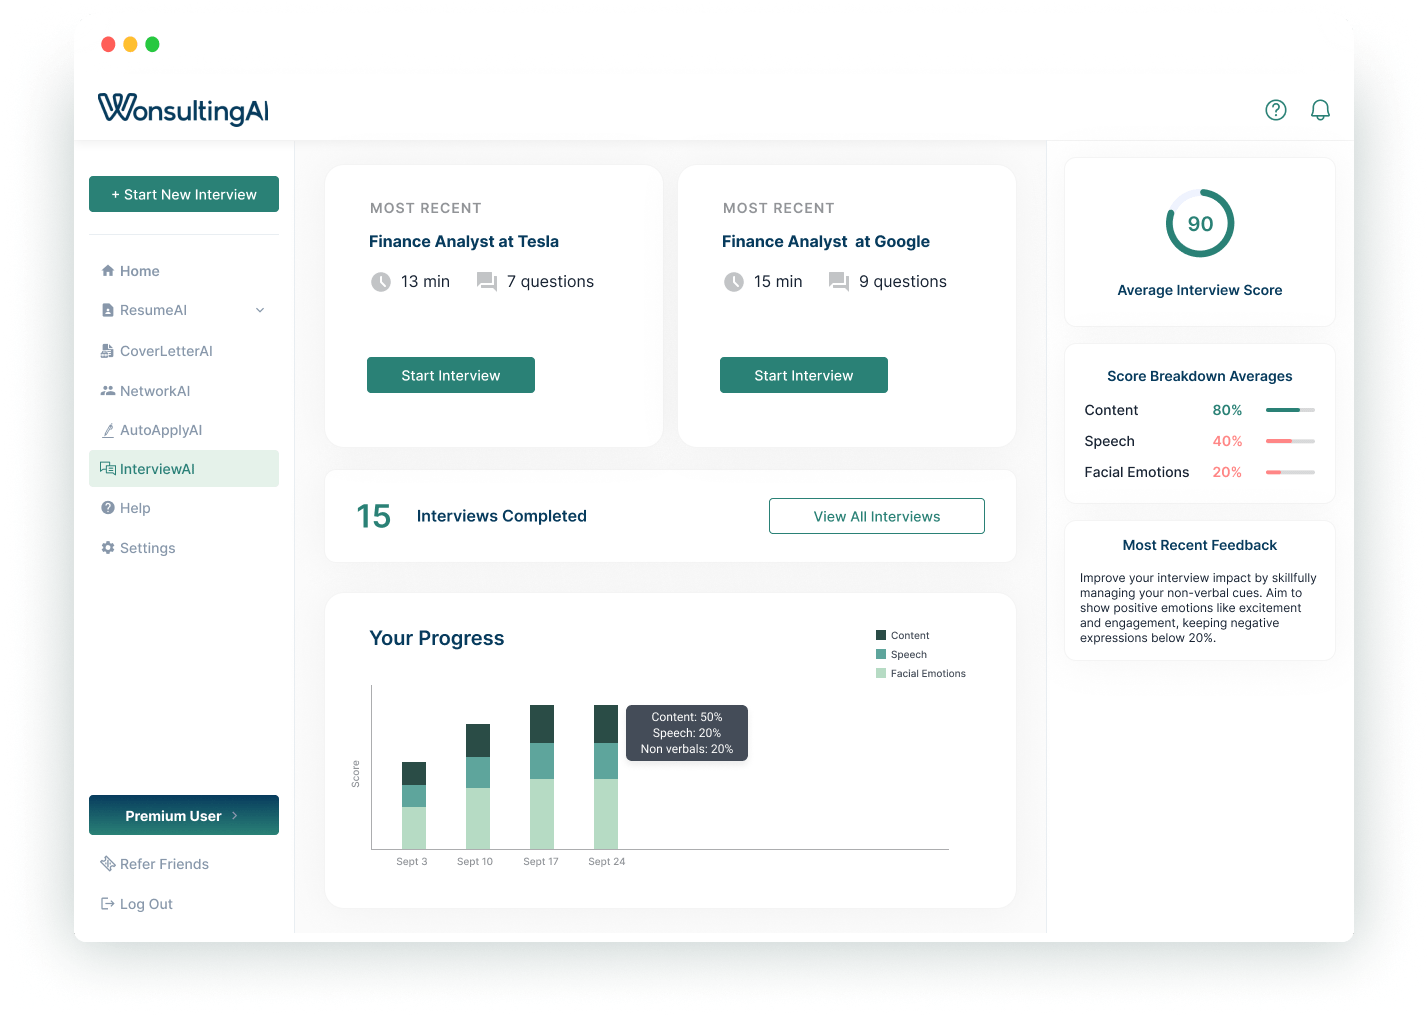 WonsultingAI
+ Start New Interview
Home
ResumeAI
CoverLetterAI
NetworkAI
AutoApplyAI
InterviewAI
Help
Settings
Premium User
Refer Friends
Log Out
MOST RECENT
Finance Analyst at Tesla
13 min 7 questions
Start Interview
MOST RECENT
Finance Analyst at Google
15 min 9 questions
Start Interview
15 Interviews Completed
View All Interviews
Your Progress
Content
Speech
Facial Emotions
Score
Content: 50%
Speech: 20%
Non verbals: 20%
Sept 3 Sept 10 Sept 17 Sept 24
90
Average Interview Score
Score Breakdown Averages
Content 80%
Speech 40%
Facial Emotions 20%
Most Recent Feedback
Improve your interview impact by skillfully
managing your non-verbal cues. Aim to
show positive emotions like excitement
and engagement, keeping negative
expressions below 20%.